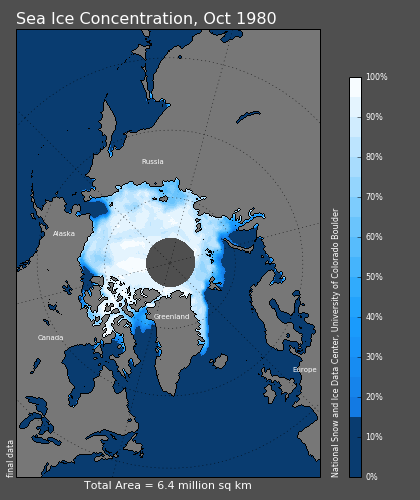 Sea Ice Concentration, Oct 1980
Russia
Alaska
Greenland
Canada
Europe
final data
Total Area = 6.4 million sq km
100%
90%
80%
70%
60%
50%
40%
30%
20%
10%
0%
National Snow and Ice Data Center, University of Colorado Boulder